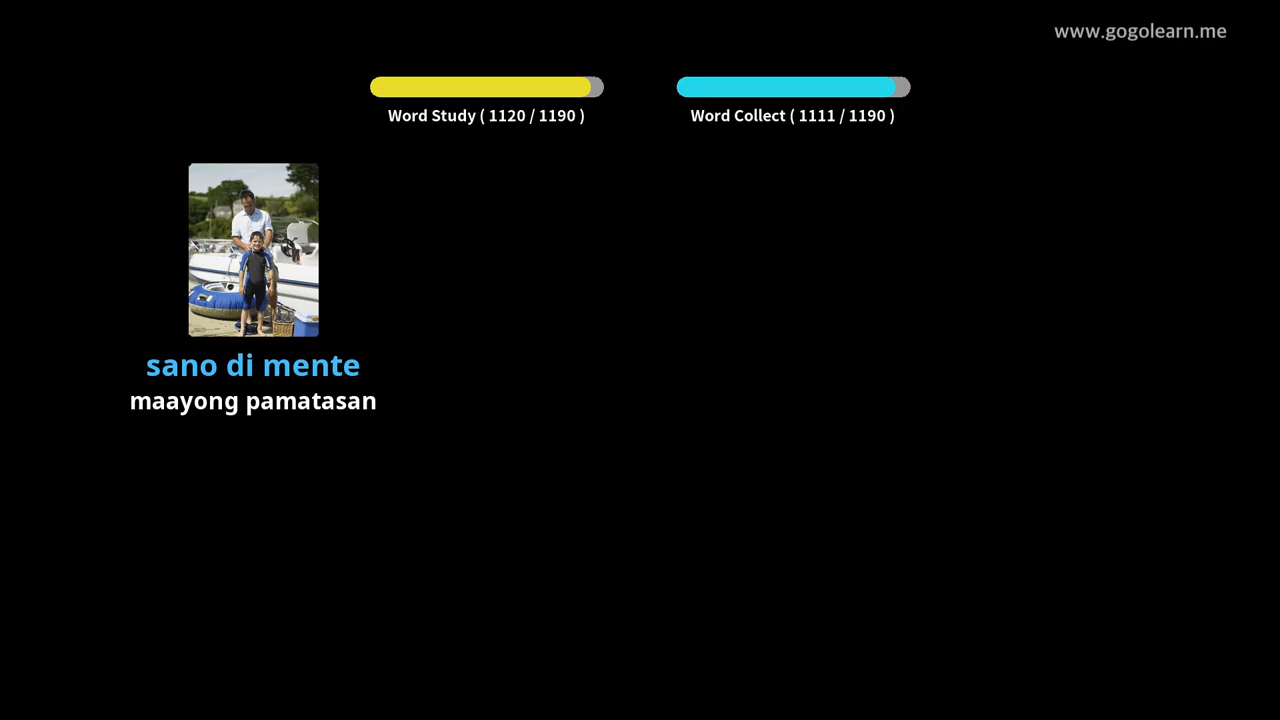 www.gogolearn.me
Word Study ( 1120 / 1190 )
Word Collect ( 1111 / 1190 )
sano di mente
maayong pamatasan